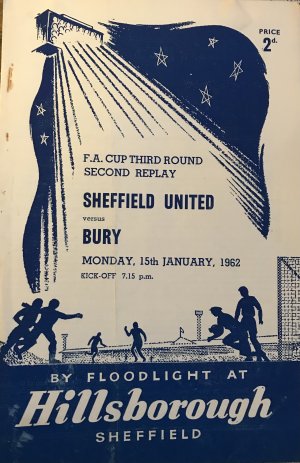 PRICE
2d.
F.A. CUP THIRD ROUND
SECOND REPLAY
SHEFFIELD UNITED
versus
BURY
MONDAY, 15th JANUARY, 1962
KICK-OFF 7.15 p.m.
BY FLOODLIGHT AT
Hillsborough
SHEFFIELD